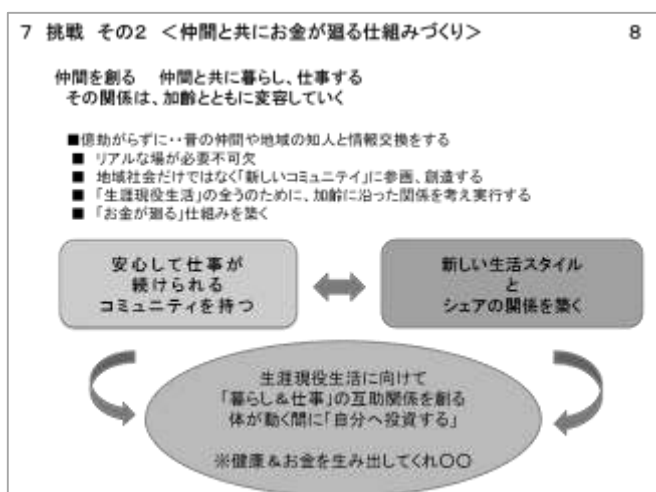 7 挑戦 その2 ＜仲間と共にお金が廻る仕組みづくり＞ 8
仲間を創る 仲間と共に暮らし、仕事する
その関係は、加齢とともに変容していく
■億劫がらずに・・昔の仲間や地域の知人と情報交換をする
■ リアルな場が必要不可欠
■ 地域社会だけではなく「新しいコミュニテイ」に参画、創造する
■ 「生涯現役生活」の全うのために、加齢に沿った関係を考え実行する
■ 「お金が廻る」仕組みを築く
安心して仕事が
続けられる
コミュニティを持つ
新しい生活スタイル
と
シェアの関係を築く
生涯現役生活に向けて
「暮らし＆仕事」の互助関係を創る
体が動く間に「自分へ投資する」
※健康＆お金を生み出してくれ〇〇